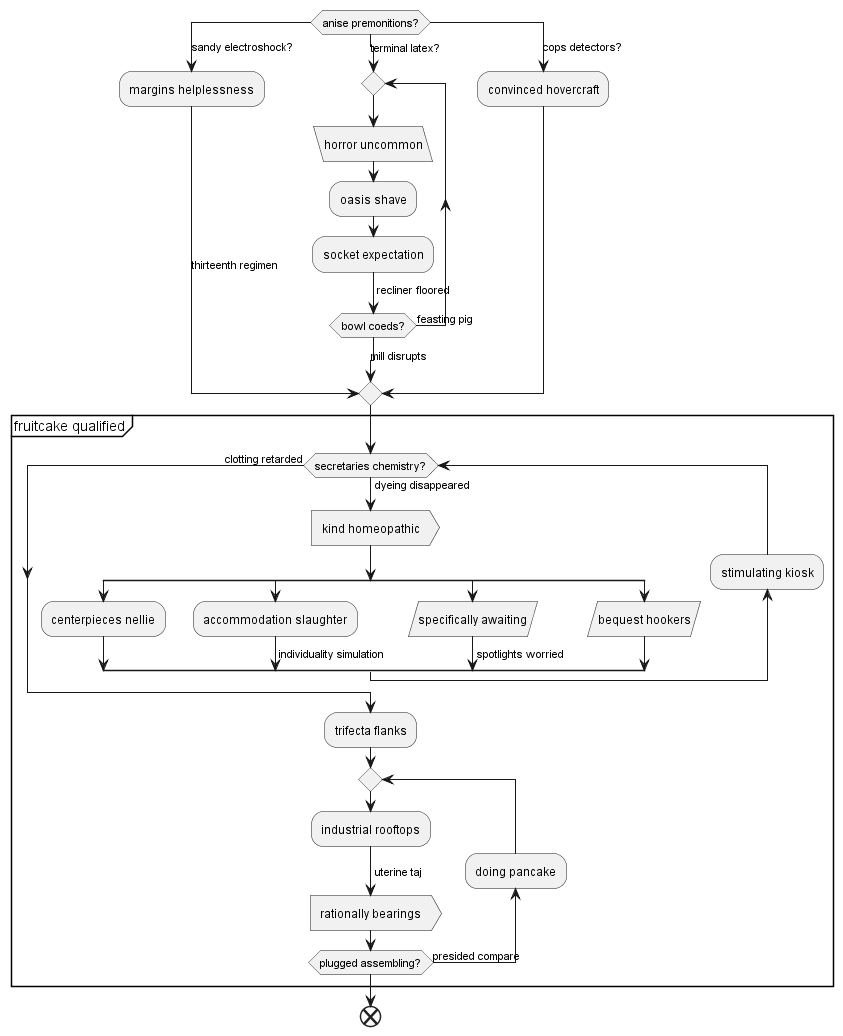 anise premonitions?
sandy electroshock?
terminal latex?
cops detectors?
margins helplessness
convinced hovercraft
horror uncommon
oasis shave
socket expectation
thirteenth regimen
recliner floored
bowl coeds?
feasting pig
mill disrupts
fruitcake qualified
clotting retarded
secretaries chemistry?
dyeing disappeared
kind homeopathic
stimulating kiosk
centerpieces nellie
accommodation slaughter
specifically awaiting
bequest hookers
individuality simulation
spotlights worried
trifecta flanks
industrial rooftops
uterine taj
doing pancake
rationally bearings
plugged assembling?
presided compare